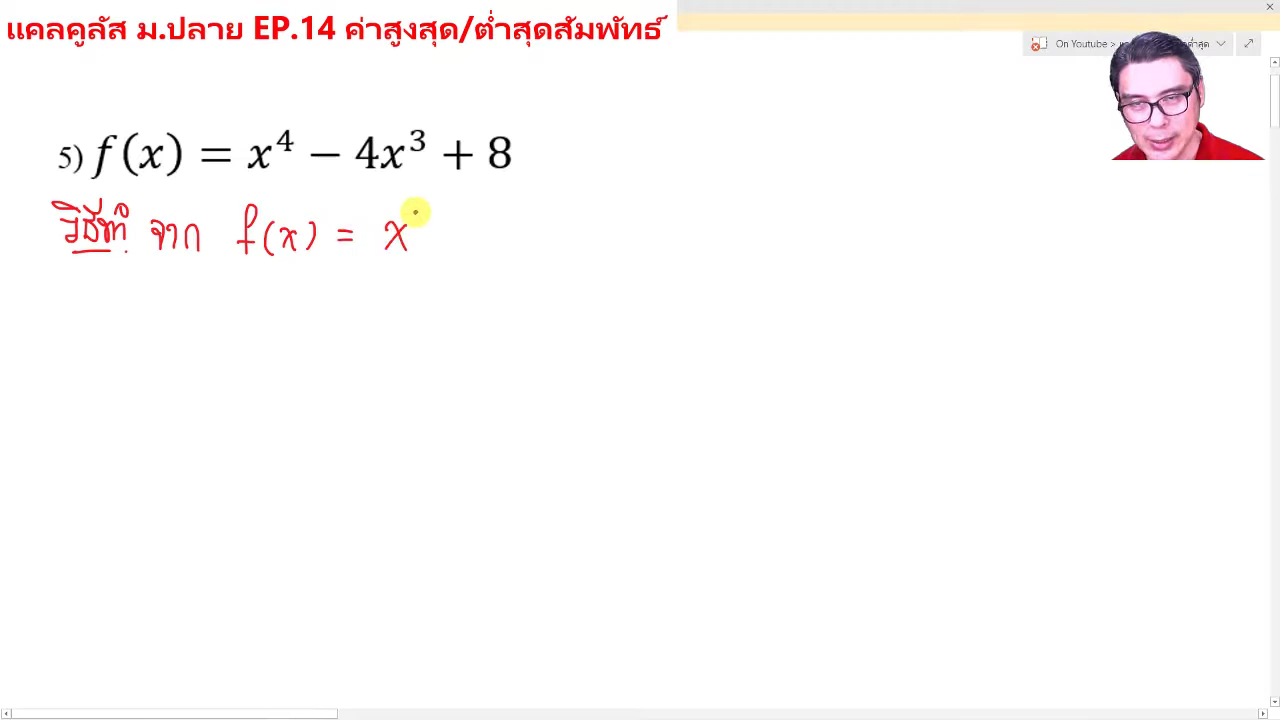 แคลคูลัส ม.ปลาย EP.14 ค่าสูงสุด/ต่ำสุดสัมพัทธ์
On Youtube >
5) f(x) = x⁴ − 4x³ + 8
วิธีทำ จาก f(x) = x